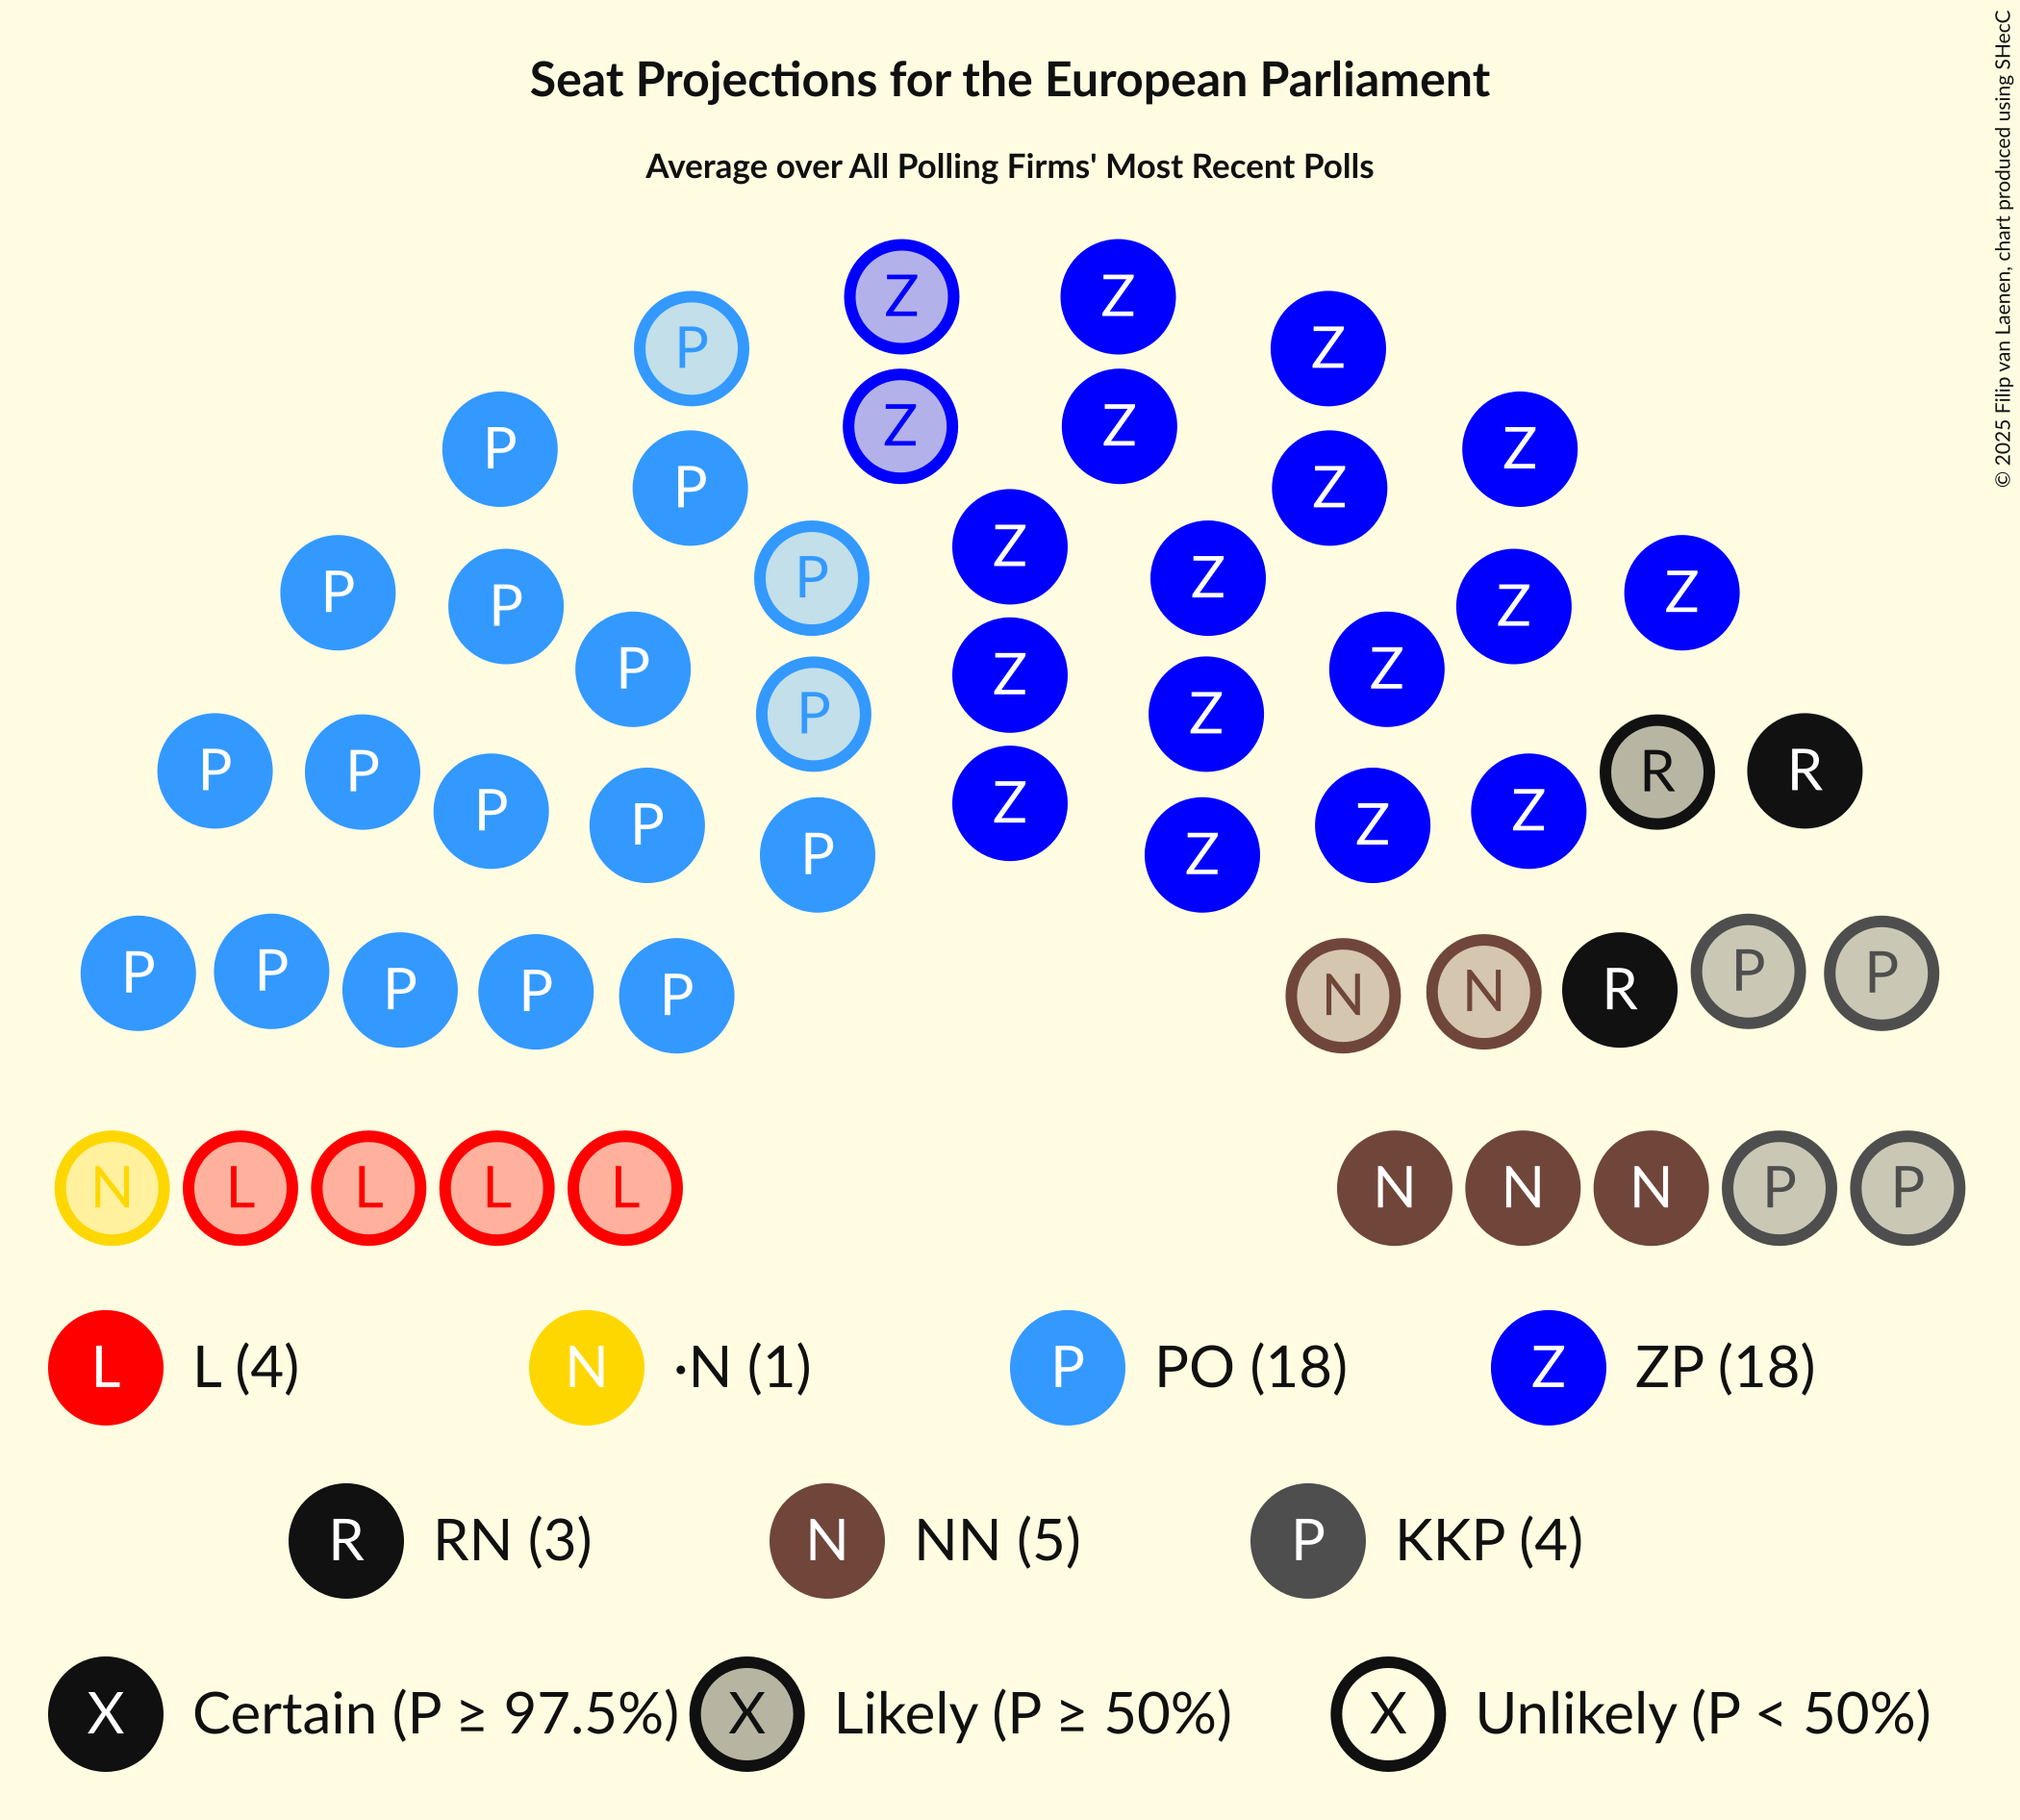 Seat Projections for the European Parliament
Average over All Polling Firms' Most Recent Polls
© 2025 Filip van Laenen, chart produced using SHecC
Z Z
P Z
Z Z
P Z
P Z
Z
P Z
P Z
P Z
P Z
Z
P Z
P P Z Z
P P R R
P Z
P Z
P Z
P P P P P N N R P P
N L L L L N N N P P
L L (4) N ·N (1) P PO (18) Z ZP (18)
R RN (3) N NN (5) P KKP (4)
X Certain (P ≥ 97.5%) X Likely (P ≥ 50%) X Unlikely (P < 50%)